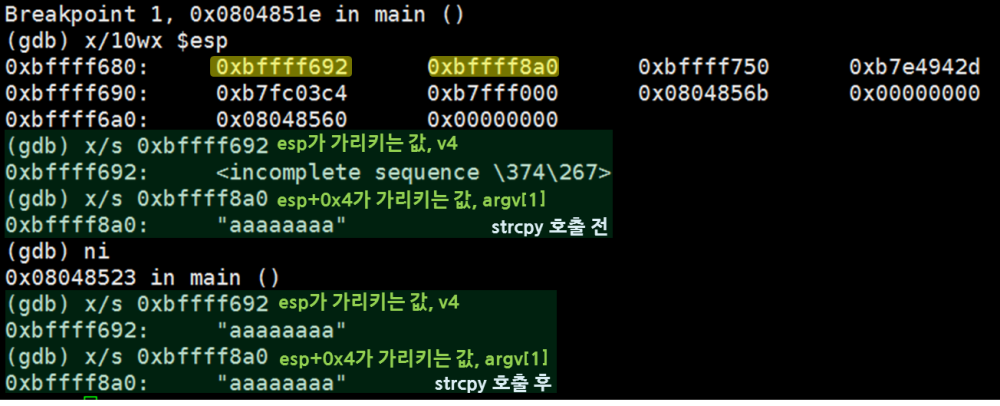 Breakpoint 1, 0x0804851e in main ()
(gdb) x/10wx $esp
0xbffff680: 0xbffff692 0xbffff8a0 0xbffff750 0xb7e4942d
0xbffff690: 0xb7fc03c4 0xb7fff000 0x0804856b 0x00000000
0xbffff6a0: 0x08048560 0x00000000
(gdb) x/s 0xbffff692 esp가 가리키는 값, v4
0xbffff692: <incomplete sequence \374\267>
(gdb) x/s 0xbffff8a0 esp+0x4가 가리키는 값, argv[1]
0xbffff8a0: "aaaaaaaa" strcpy 호출 전
(gdb) ni
0x08048523 in main ()
(gdb) x/s 0xbffff692 esp가 가리키는 값, v4
0xbffff692: "aaaaaaaa"
(gdb) x/s 0xbffff8a0 esp+0x4가 가리키는 값, argv[1]
0xbffff8a0: "aaaaaaaa" strcpy 호출 후